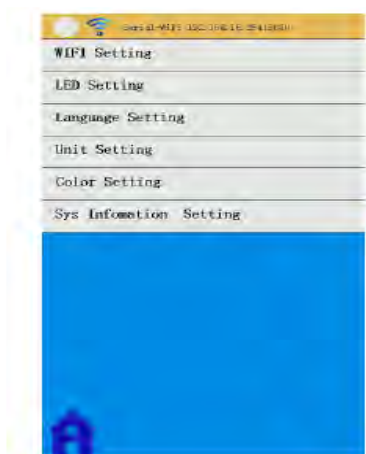 WIFI Setting
LED Setting
Language Setting
Unit Setting
Color Setting
Sys Infomation Setting